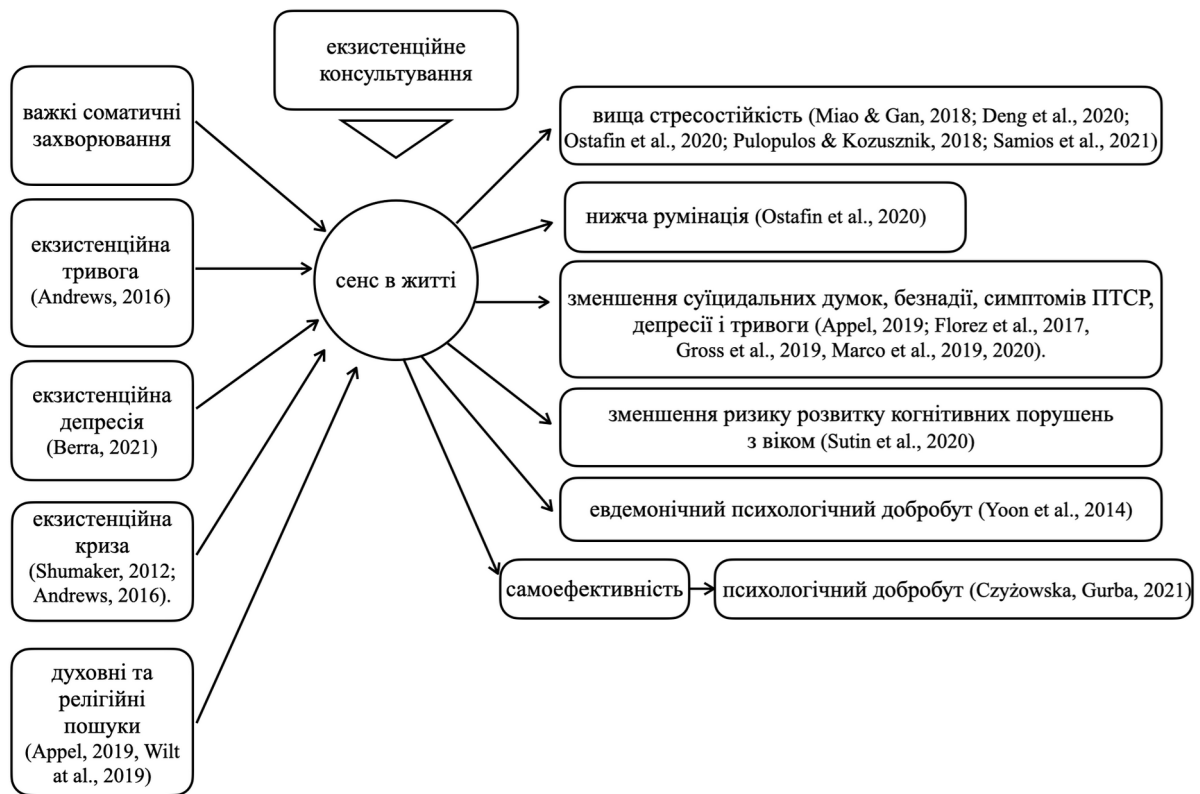 екзистенційне
консультування
важкі соматичні
захворювання
екзистенційна
тривога
(Andrews, 2016)
екзистенційна
депресія
(Berra, 2021)
екзистенційна
криза
(Shumaker, 2012;
Andrews, 2016).
духовні та
релігійні
пошуки
(Appel, 2019, Wilt
at al., 2019)
сенс в житті
вища стресостійкість (Miao & Gan, 2018; Deng et al., 2020;
Ostafin et al., 2020; Pulopulos & Kozusznik, 2018; Samios et al., 2021)
нижча румінація (Ostafin et al., 2020)
зменшення суїцидальних думок, безнадії, симптомів ПТСР,
депресії і тривоги (Appel, 2019; Florez et al., 2017,
Gross et al., 2019, Marco et al., 2019, 2020).
зменшення ризику розвитку когнітивних порушень
з віком (Sutin et al., 2020)
евдемонічний психологічний добробут (Yoon et al., 2014)
самоефективність
психологічний добробут (Czyżowska, Gurba, 2021)